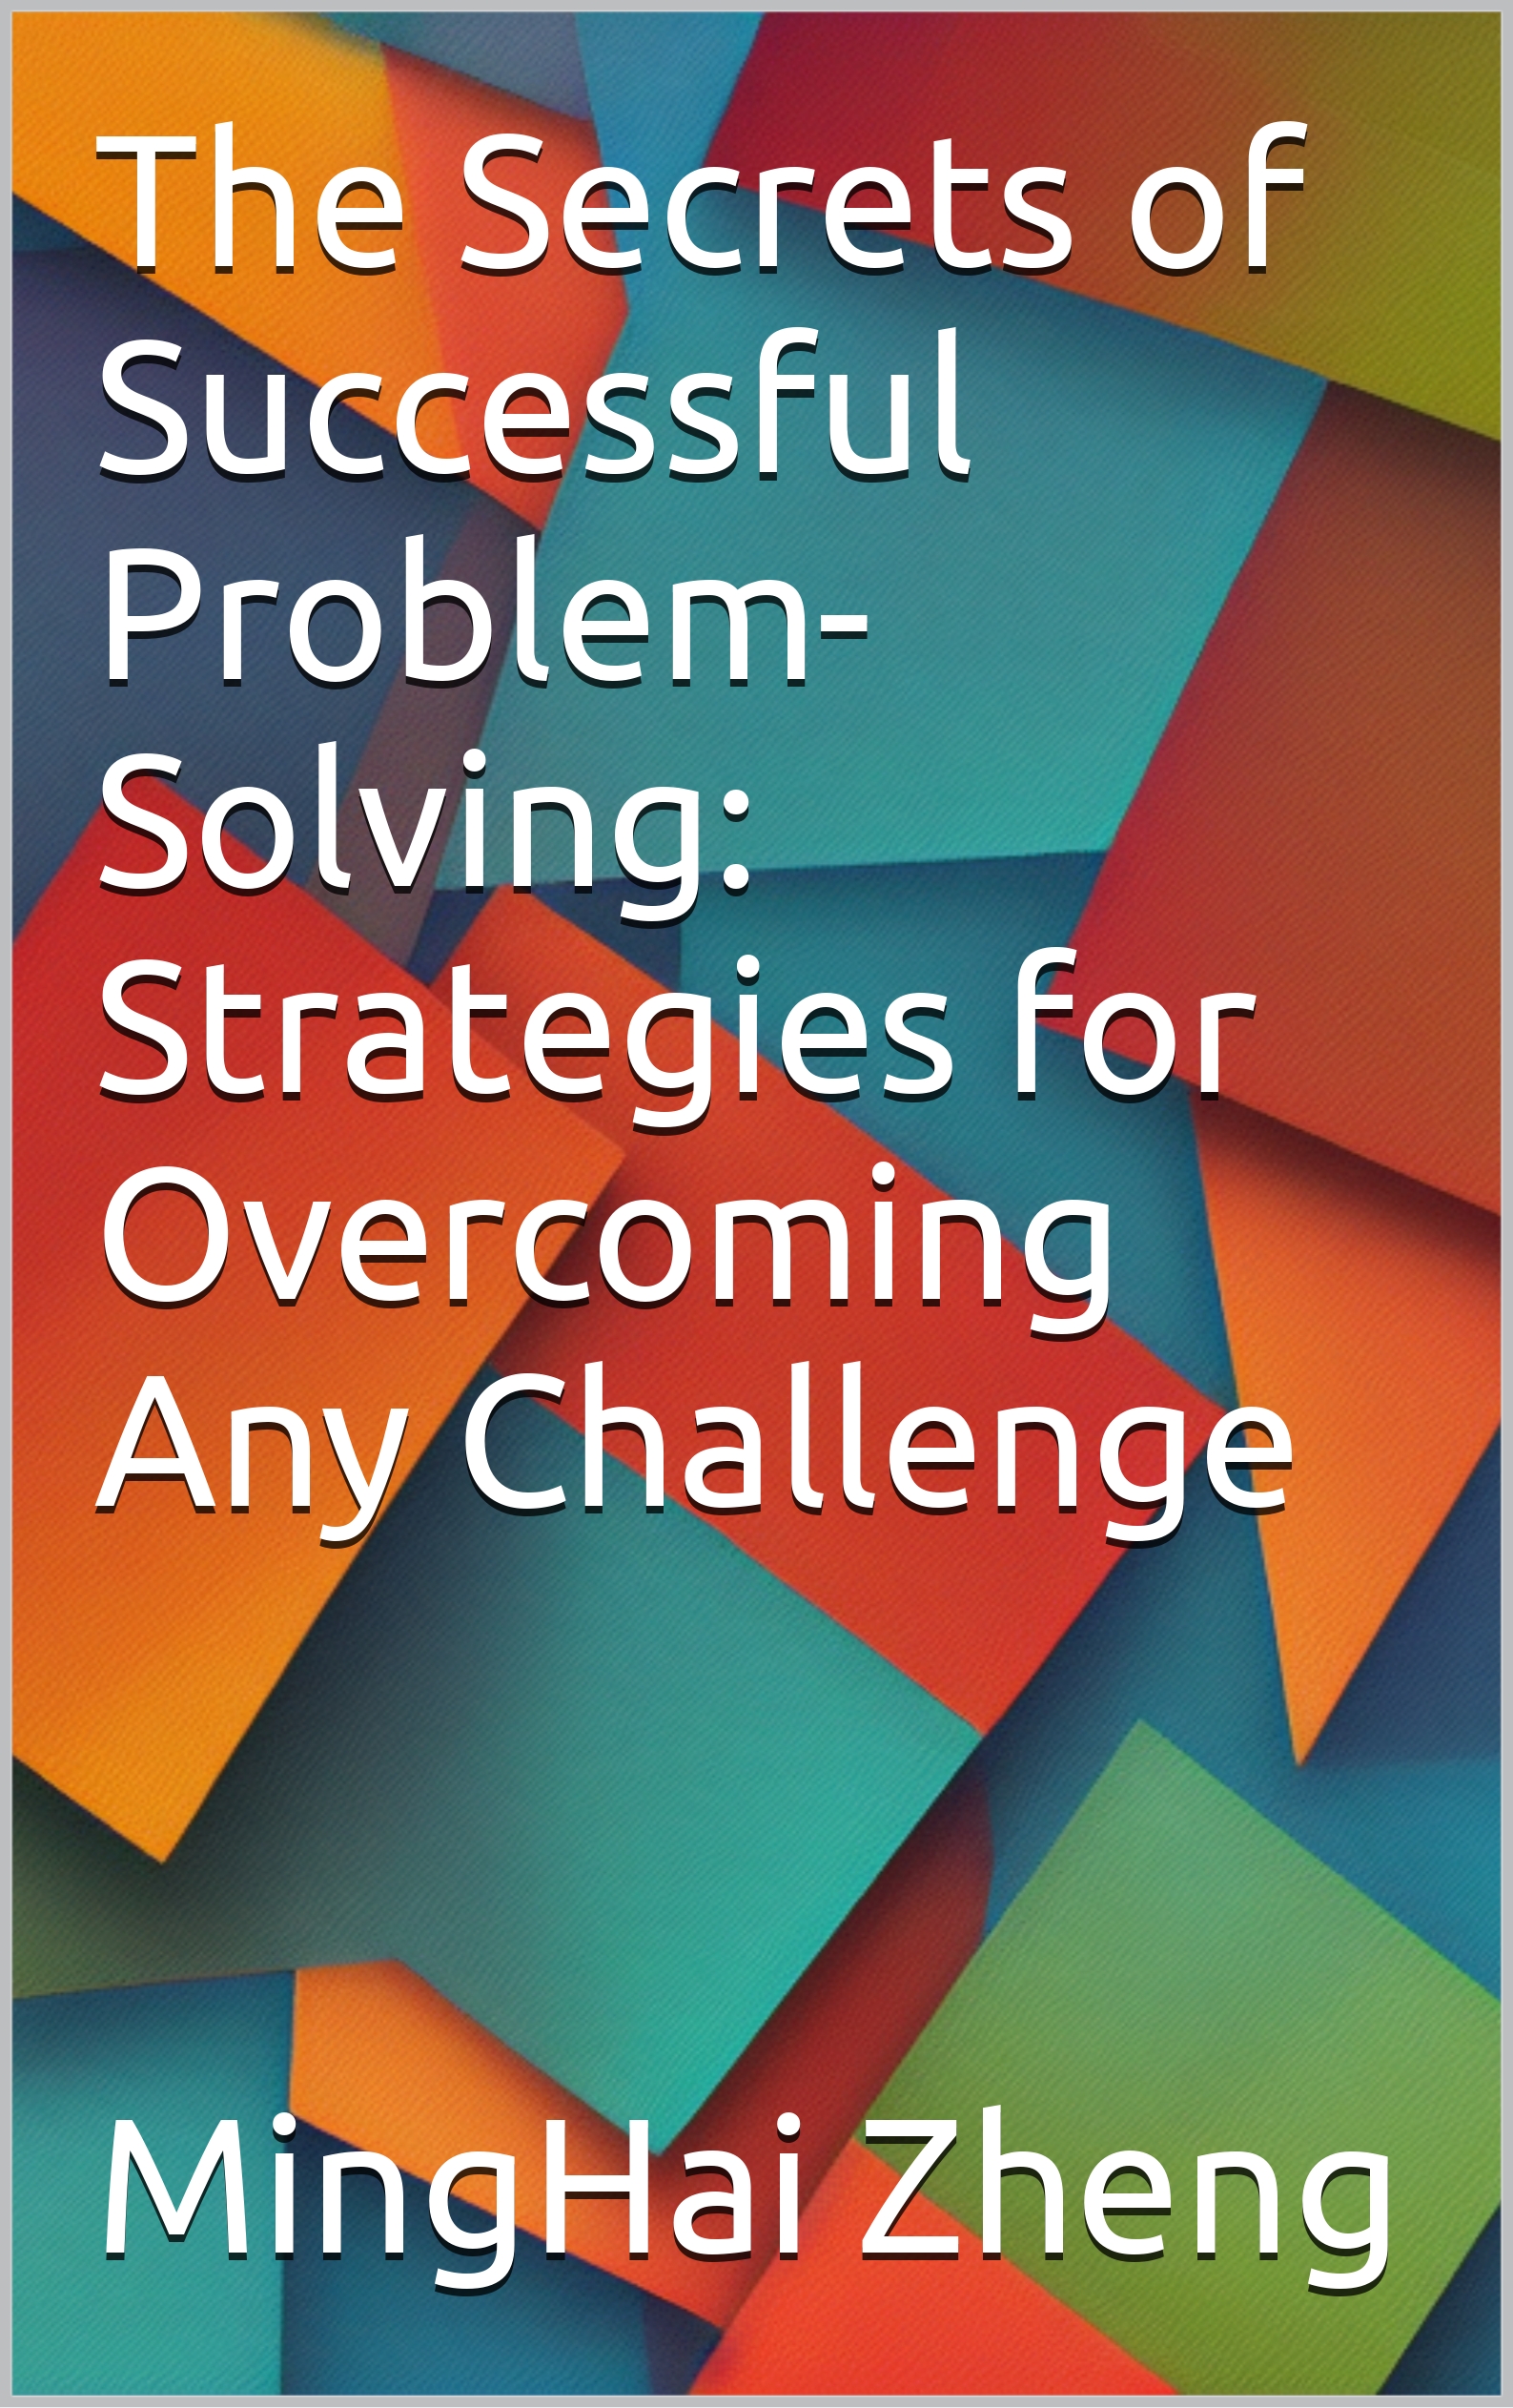 The Secrets of
Successful
Problem-
Solving:
Strategies for
Overcoming
Any Challenge
MingHai Zheng